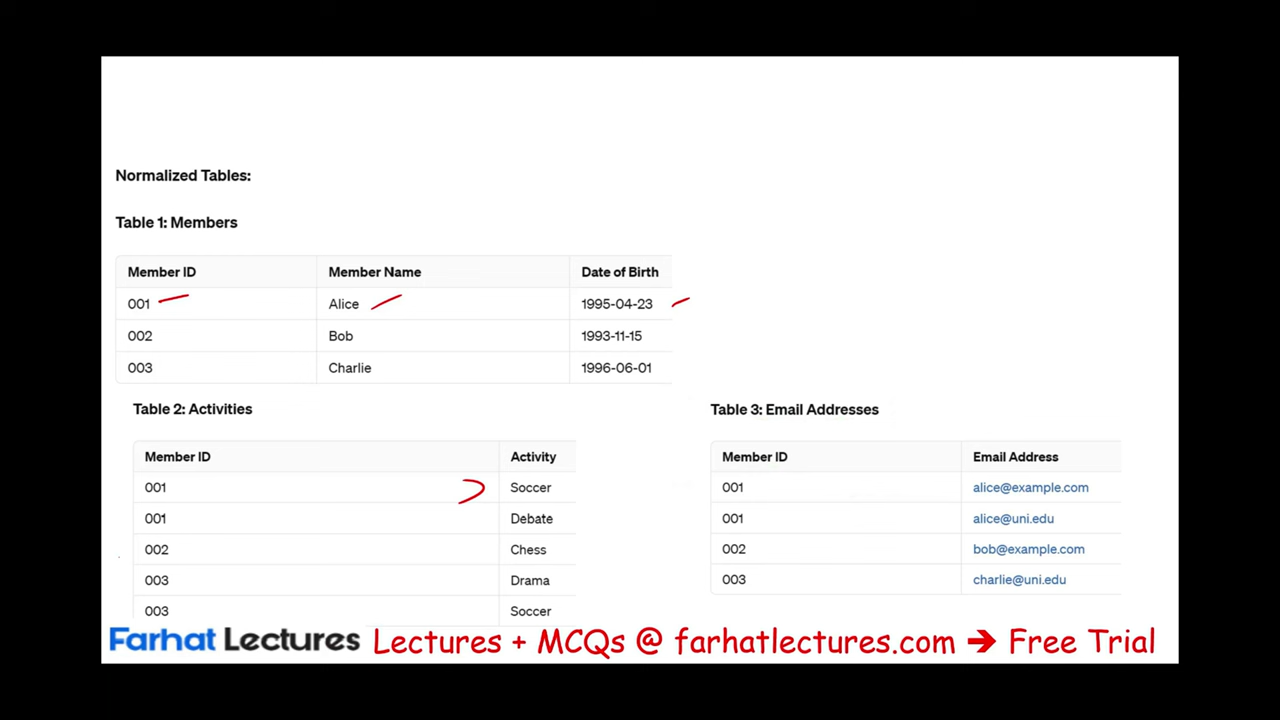 Normalized Tables:
Table 1: Members
Member ID Member Name Date of Birth
001 Alice 1995-04-23
002 Bob 1993-11-15
003 Charlie 1996-06-01
Table 2: Activities
Member ID Activity
001 Soccer
001 Debate
002 Chess
003 Drama
003 Soccer
Table 3: Email Addresses
Member ID Email Address
001 alice@example.com
001 alice@uni.edu
002 bob@example.com
003 charlie@uni.edu
Farhat Lectures Lectures + MCQs @ farhatlectures.com ➔ Free Trial